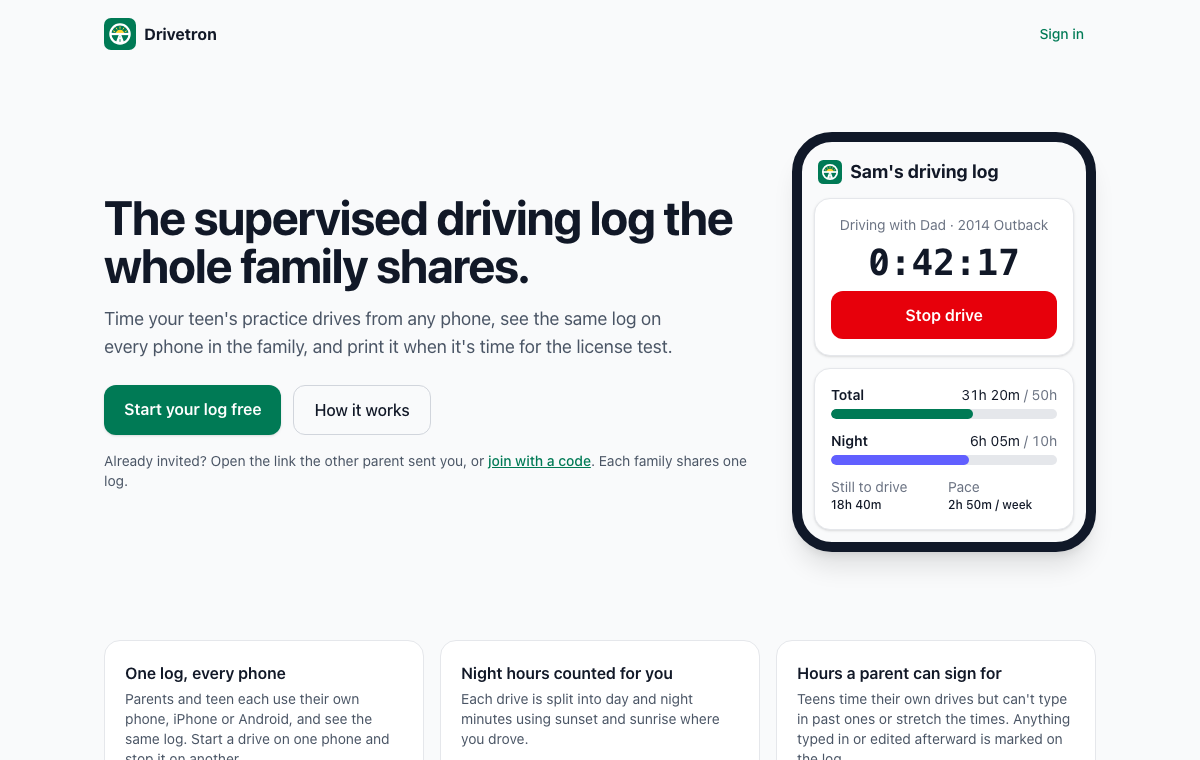 Drivetron
Sign in
The supervised driving log the
whole family shares.
Time your teen's practice drives from any phone, see the same log on
every phone in the family, and print it when it's time for the license test.
Start your log free
How it works
Already invited? Open the link the other parent sent you, or join with a code. Each family shares one
log.
Sam's driving log
Driving with Dad · 2014 Outback
0:42:17
Stop drive
Total 31h 20m / 50h
Night 6h 05m / 10h
Still to drive Pace
18h 40m 2h 50m / week
One log, every phone
Parents and teen each use their own
phone, iPhone or Android, and see the
same log. Start a drive on one phone and
stop it on another.
Night hours counted for you
Each drive is split into day and night
minutes using sunset and sunrise where
you drove.
Hours a parent can sign for
Teens time their own drives but can't type
in past ones or stretch the times. Anything
typed in or edited afterward is marked on
the log.